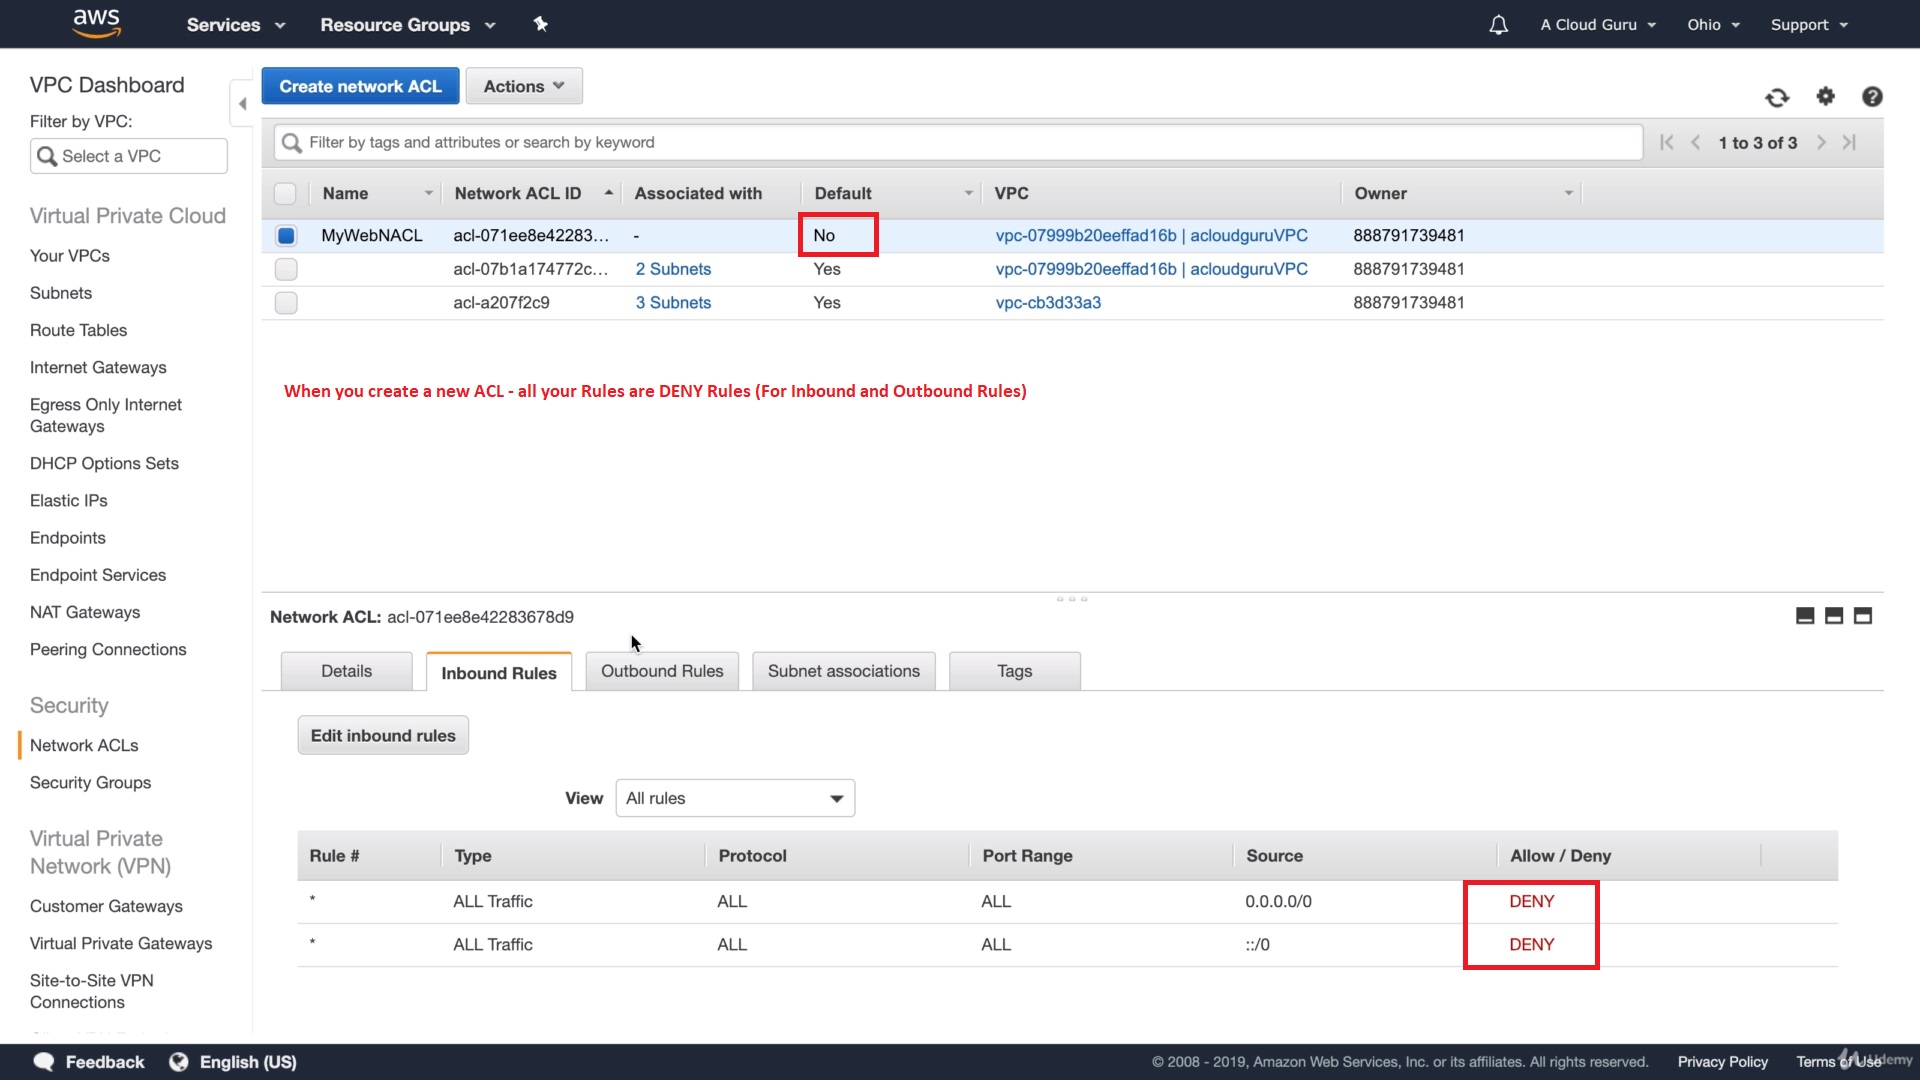 aws Services Resource Groups A Cloud Guru Ohio Support
VPC Dashboard
Filter by VPC:
Select a VPC
Virtual Private Cloud
Your VPCs
Subnets
Route Tables
Internet Gateways
Egress Only Internet
Gateways
DHCP Options Sets
Elastic IPs
Endpoints
Endpoint Services
NAT Gateways
Peering Connections
Security
Network ACLs
Security Groups
Virtual Private
Network (VPN)
Customer Gateways
Virtual Private Gateways
Site-to-Site VPN
Connections
Create network ACL Actions
Filter by tags and attributes or search by keyword 1 to 3 of 3
Name Network ACL ID Associated with Default VPC Owner
MyWebNACL acl-071ee8e42283... - No vpc-07999b20eeffad16b | acloudguruVPC 888791739481
acl-07b1a174772c... 2 Subnets Yes vpc-07999b20eeffad16b | acloudguruVPC 888791739481
acl-a207f2c9 3 Subnets Yes vpc-cb3d33a3 888791739481
When you create a new ACL - all your Rules are DENY Rules (For Inbound and Outbound Rules)
Network ACL: acl-071ee8e42283678d9
Details Inbound Rules Outbound Rules Subnet associations Tags
Edit inbound rules
View All rules
Rule # Type Protocol Port Range Source Allow / Deny
* ALL Traffic ALL ALL 0.0.0.0/0 DENY
* ALL Traffic ALL ALL ::/0 DENY
Feedback English (US) © 2008 - 2019, Amazon Web Services, Inc. or its affiliates. All rights reserved. Privacy Policy Terms of Use
Udemy